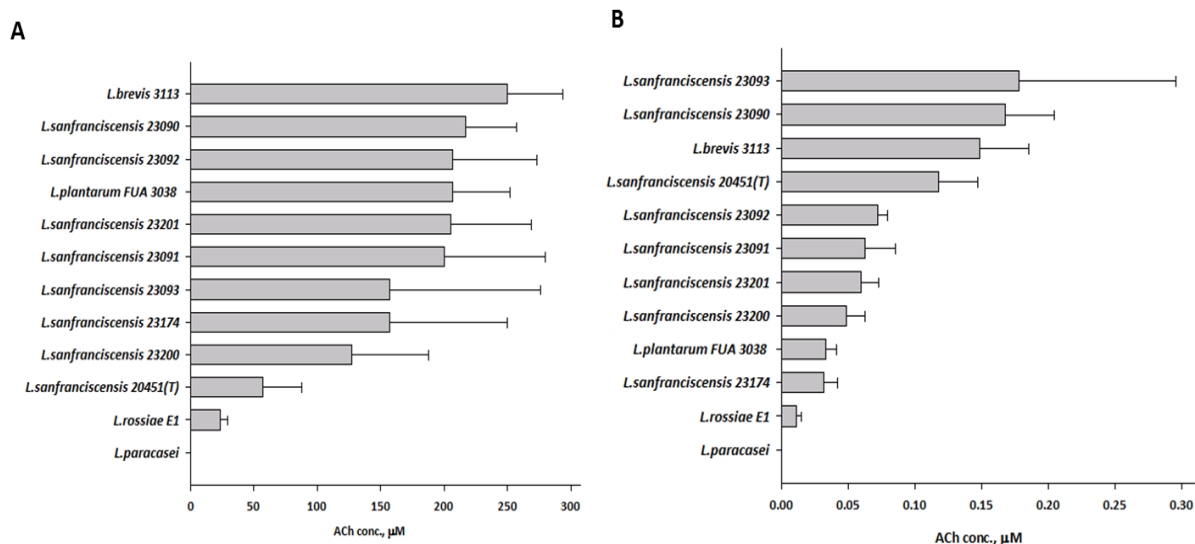 A
L.brevis 3113
L.sanfranciscensis 23090
L.sanfranciscensis 23092
L.plantarum FUA 3038
L.sanfranciscensis 23201
L.sanfranciscensis 23091
L.sanfranciscensis 23093
L.sanfranciscensis 23174
L.sanfranciscensis 23200
L.sanfranciscensis 20451(T)
L.rossiae E1
L.paracasei
0 50 100 150 200 250 300
ACh conc., µM
B
L.sanfranciscensis 23093
L.sanfranciscensis 23090
L.brevis 3113
L.sanfranciscensis 20451(T)
L.sanfranciscensis 23092
L.sanfranciscensis 23091
L.sanfranciscensis 23201
L.sanfranciscensis 23200
L.plantarum FUA 3038
L.sanfranciscensis 23174
L.rossiae E1
L.paracasei
0.00 0.05 0.10 0.15 0.20 0.25 0.30
ACh conc., µM